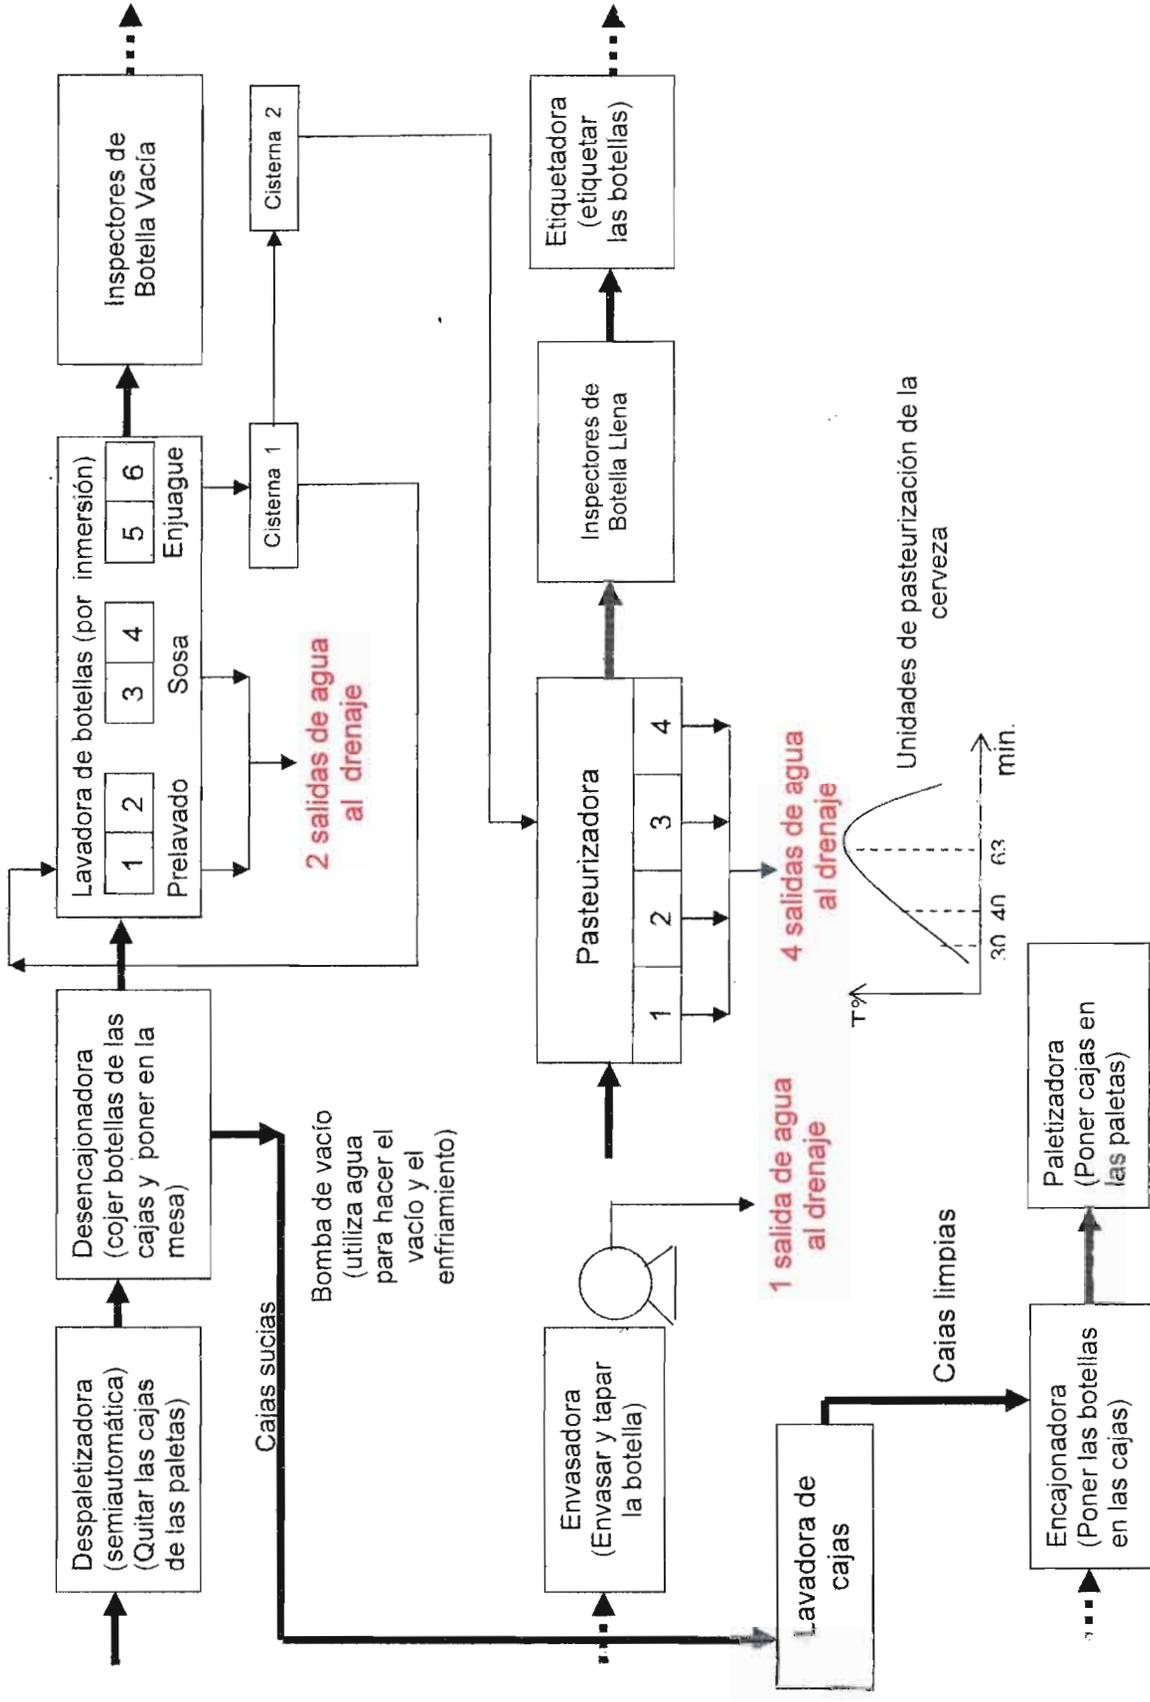 Despaletizadora
(semiautomática)
(Quitar las cajas
de las paletas)
Desencajonadora
(cojer botellas de las
cajas y poner en la
mesa)
Lavadora de botellas (por inmersión)
1 2 3 4 5 6
Prelavado Sosa Enjuague
Inspectores de
Botella Vacía
Cisterna 1
Cisterna 2
2 salidas de agua
al drenaje
Cajas sucias
Bomba de vacío
(utiliza agua
para hacer el
vacío y el
enfriamiento)
Envasadora
(Envasar y tapar
la botella)
1 salida de agua
al drenaje
Pasteurizadora
1 2 3 4
4 salidas de agua
al drenaje
Inspectores de
Botella Llena
Etiquetadora
(etiquetar
las botellas)
Unidades de pasteurización de la
cerveza
30 40 63 min.
Lavadora de
cajas
Cajas limpias
Encajonadora
(Poner las botellas
en las cajas)
Paletizadora
(Poner cajas en
las paletas)